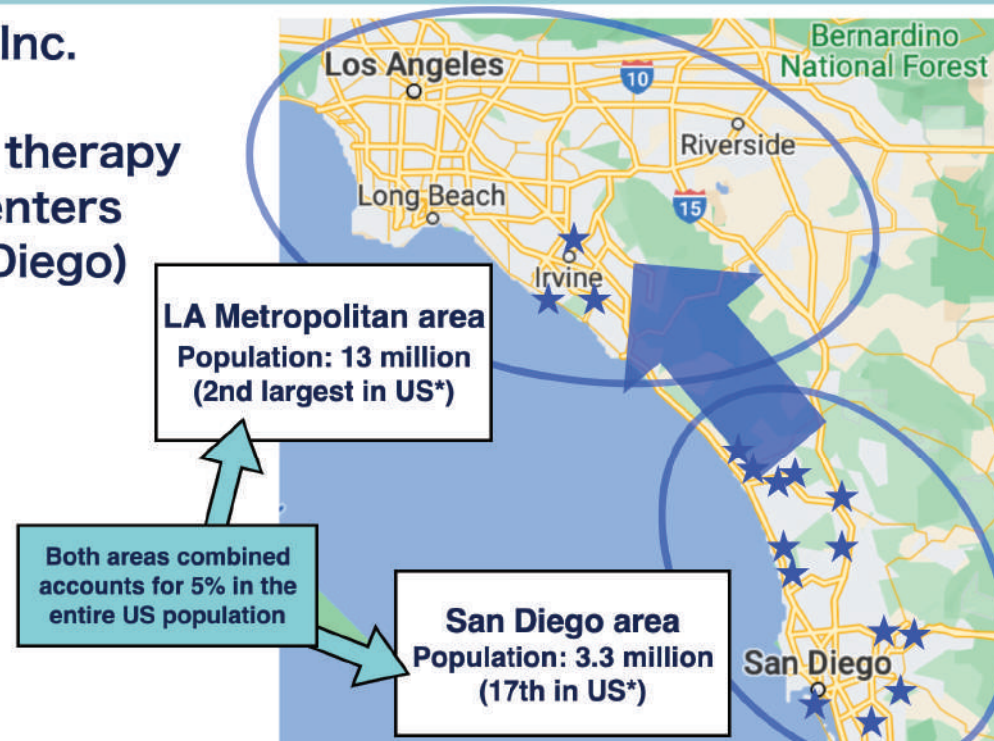 Inc.
therapy
enters
Diego)
LA Metropolitan area
Population: 13 million
(2nd largest in US*)
Both areas combined
accounts for 5% in the
entire US population
San Diego area
Population: 3.3 million
(17th in US*)
Bernardino
National Forest
Los Angeles
10
Riverside
Long Beach
15
Irvine
San Diego